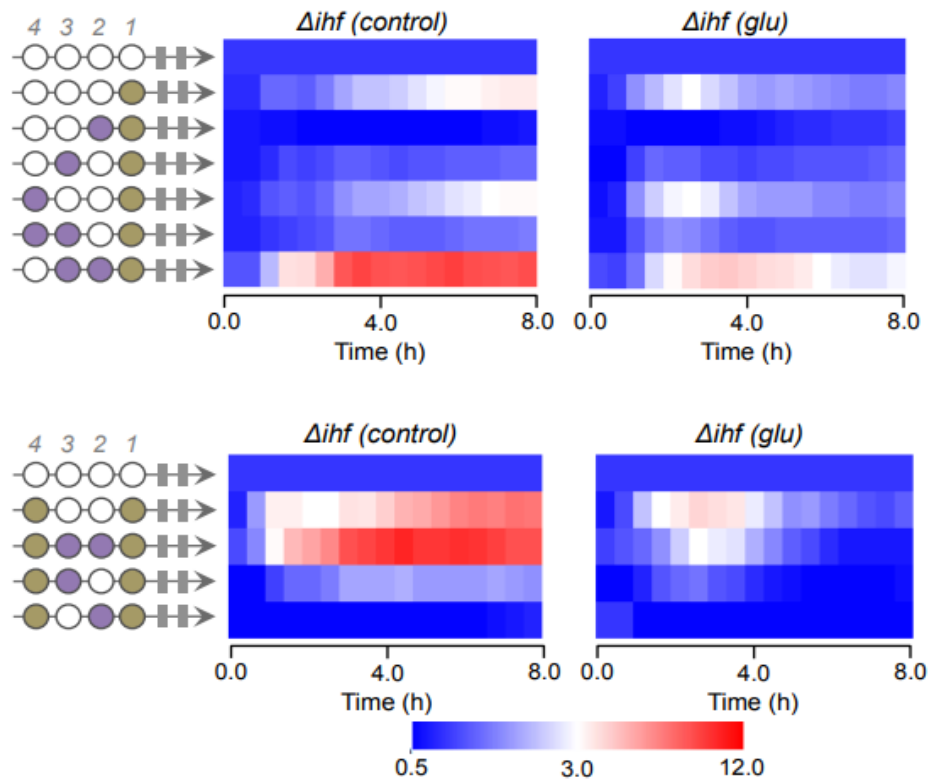 4 3 2 1
Δihf (control)
Δihf (glu)
0.0 4.0 8.0
0.0 4.0 8.0
Time (h)
Time (h)
4 3 2 1
Δihf (control)
Δihf (glu)
0.0 4.0 8.0
0.0 4.0 8.0
Time (h)
Time (h)
0.5 3.0 12.0